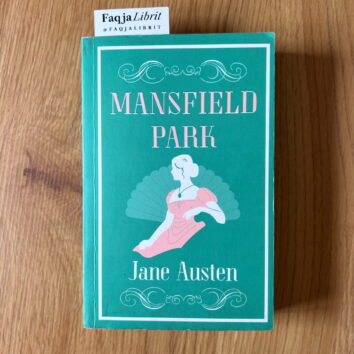 Faqja Librit
@FAQJALIBRIT
MANSFIELD
PARK
Jane Austen